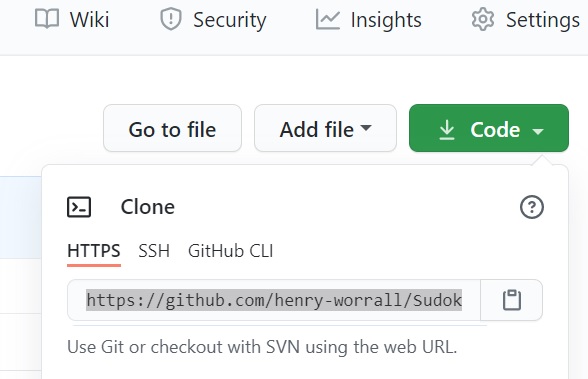 Wiki Security Insights Settings
Go to file Add file Code
Clone
HTTPS SSH GitHub CLI
https://github.com/henry-worrall/Sudok
Use Git or checkout with SVN using the web URL.